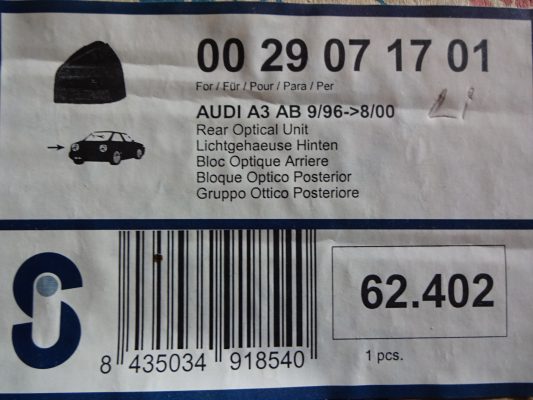 00 29 07 17 01
For / Für / Pour / Para / Per
AUDI A3 AB 9/96->8/00
Li
Rear Optical Unit
Lichtgehaeuse Hinten
Bloc Optique Arriere
Bloque Optico Posterior
Gruppo Ottico Posteriore
62.402
8 435034 918540
1 pcs.